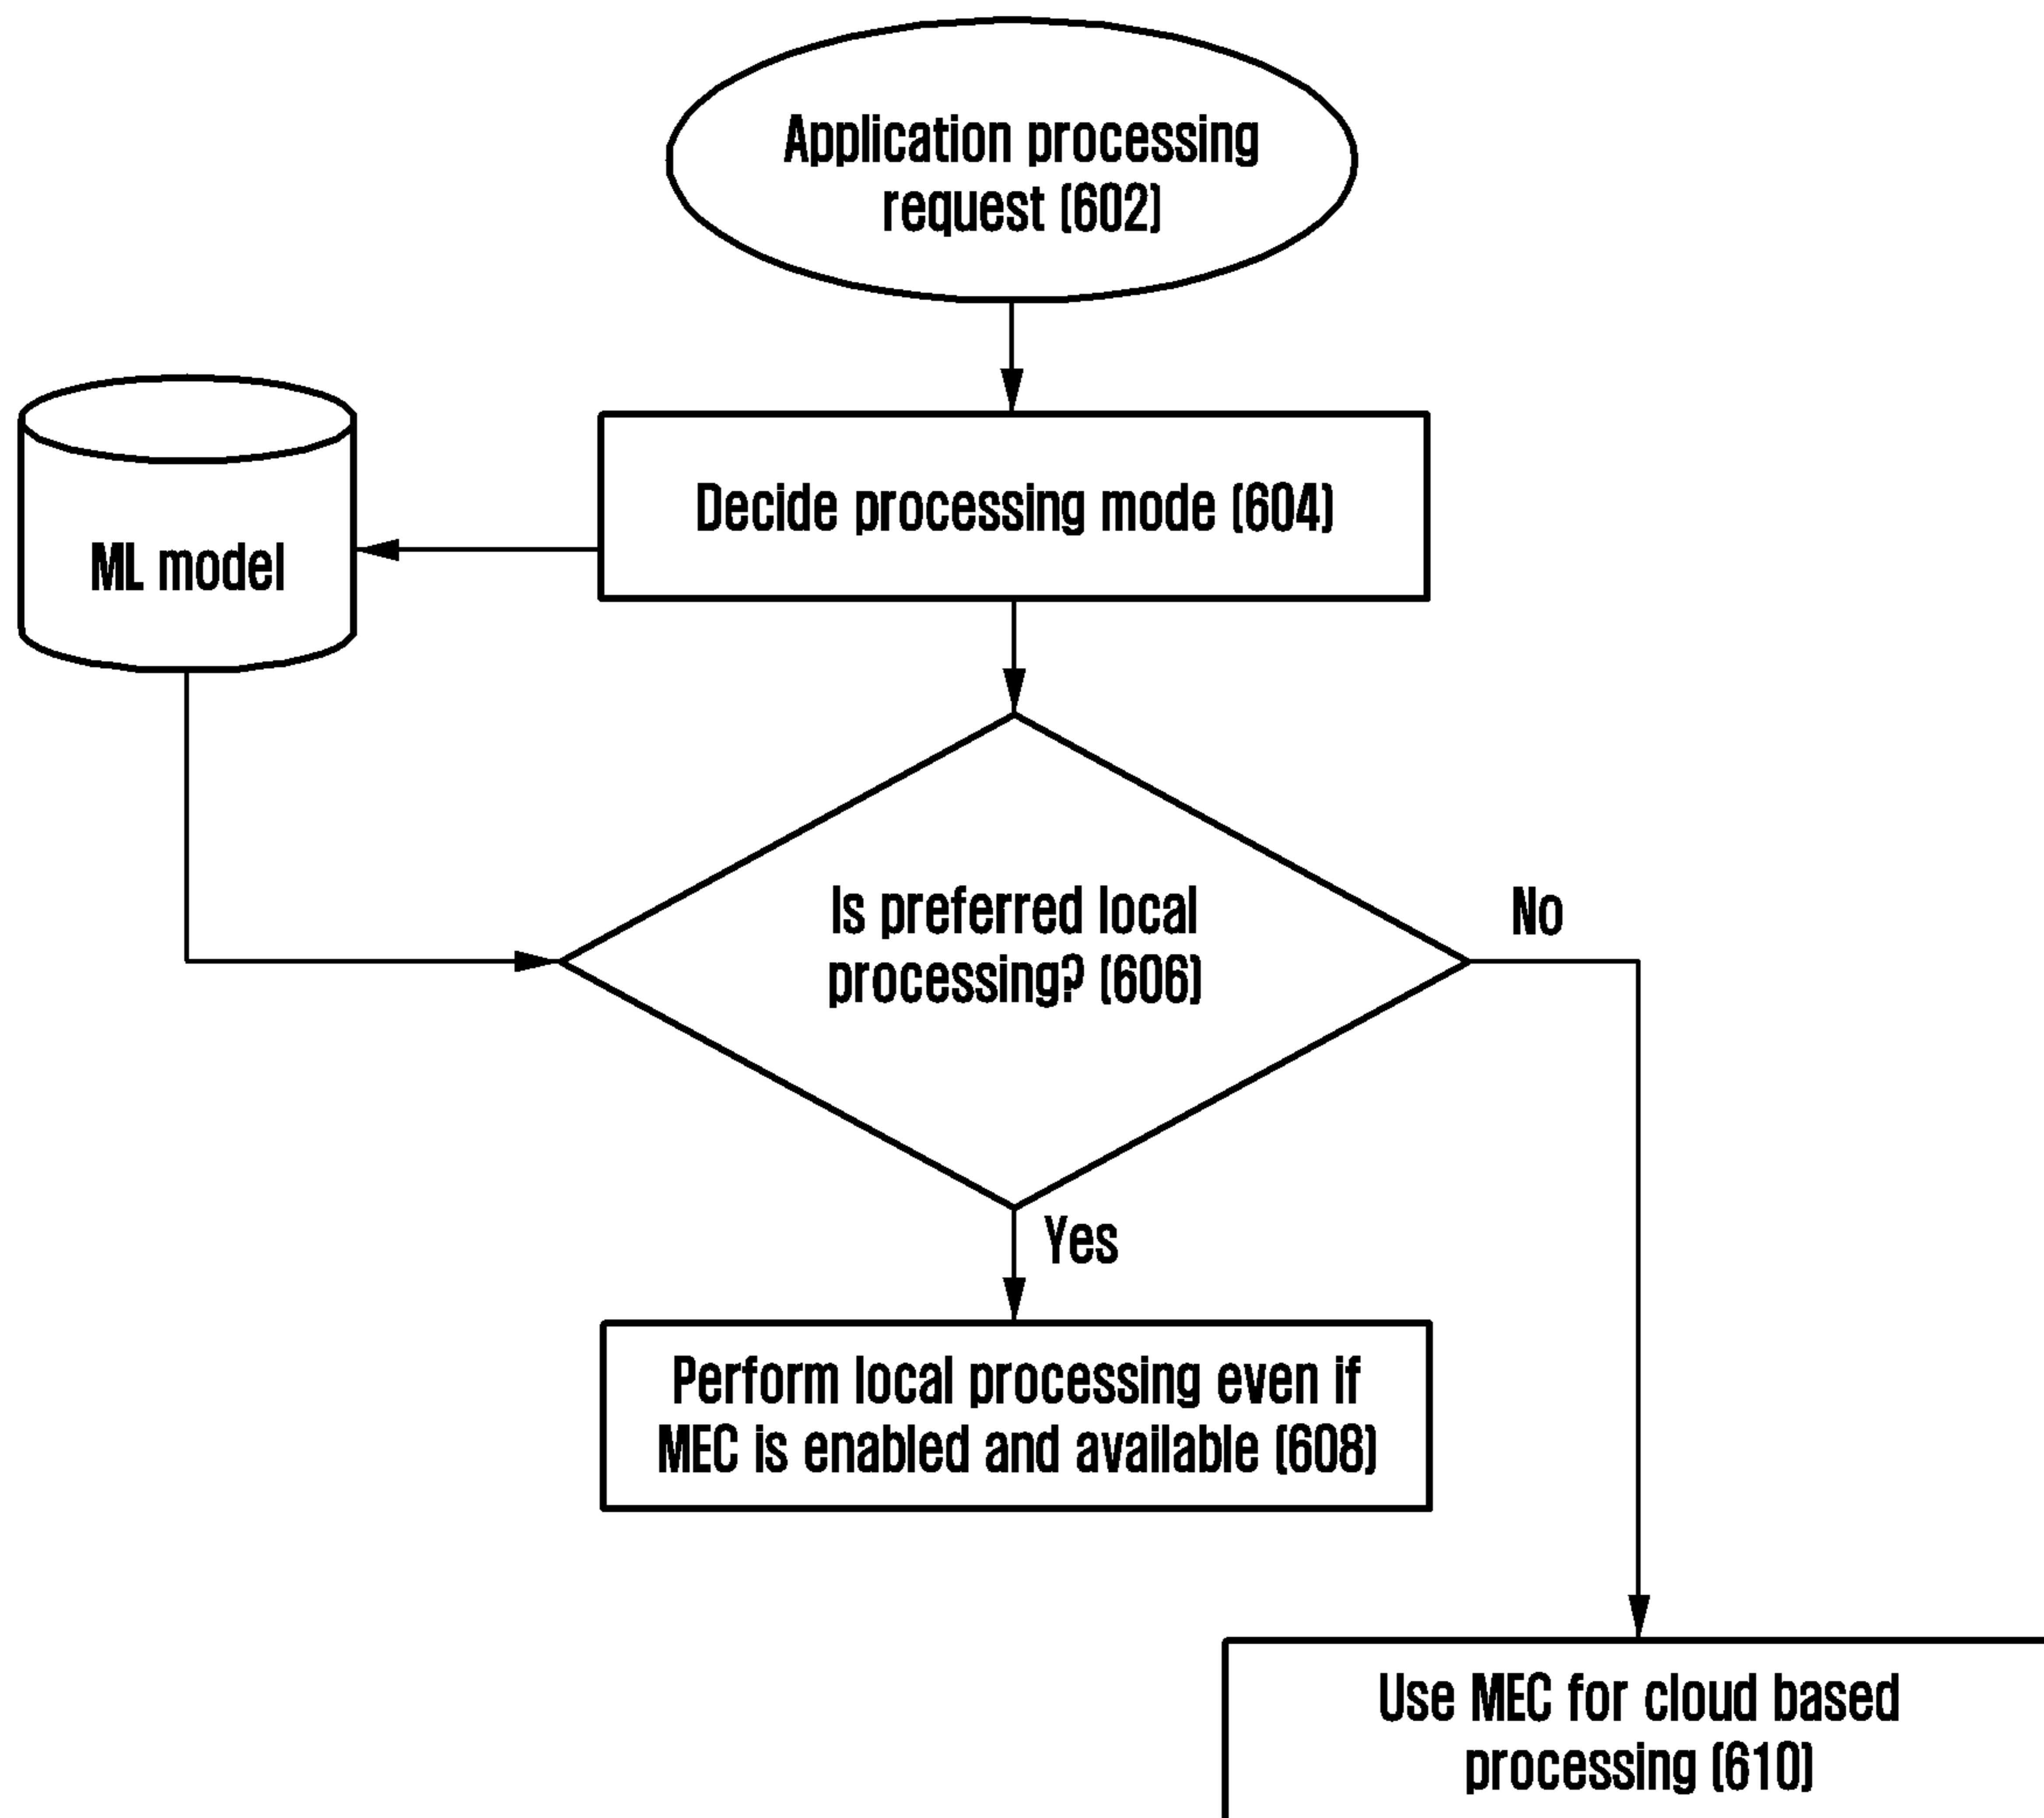 Application processing
request (602)
Decide processing mode (604)
ML model
Is preferred local
processing? (606)
No
Yes
Perform local processing even if
MEC is enabled and available (608)
Use MEC for cloud based
processing (610)